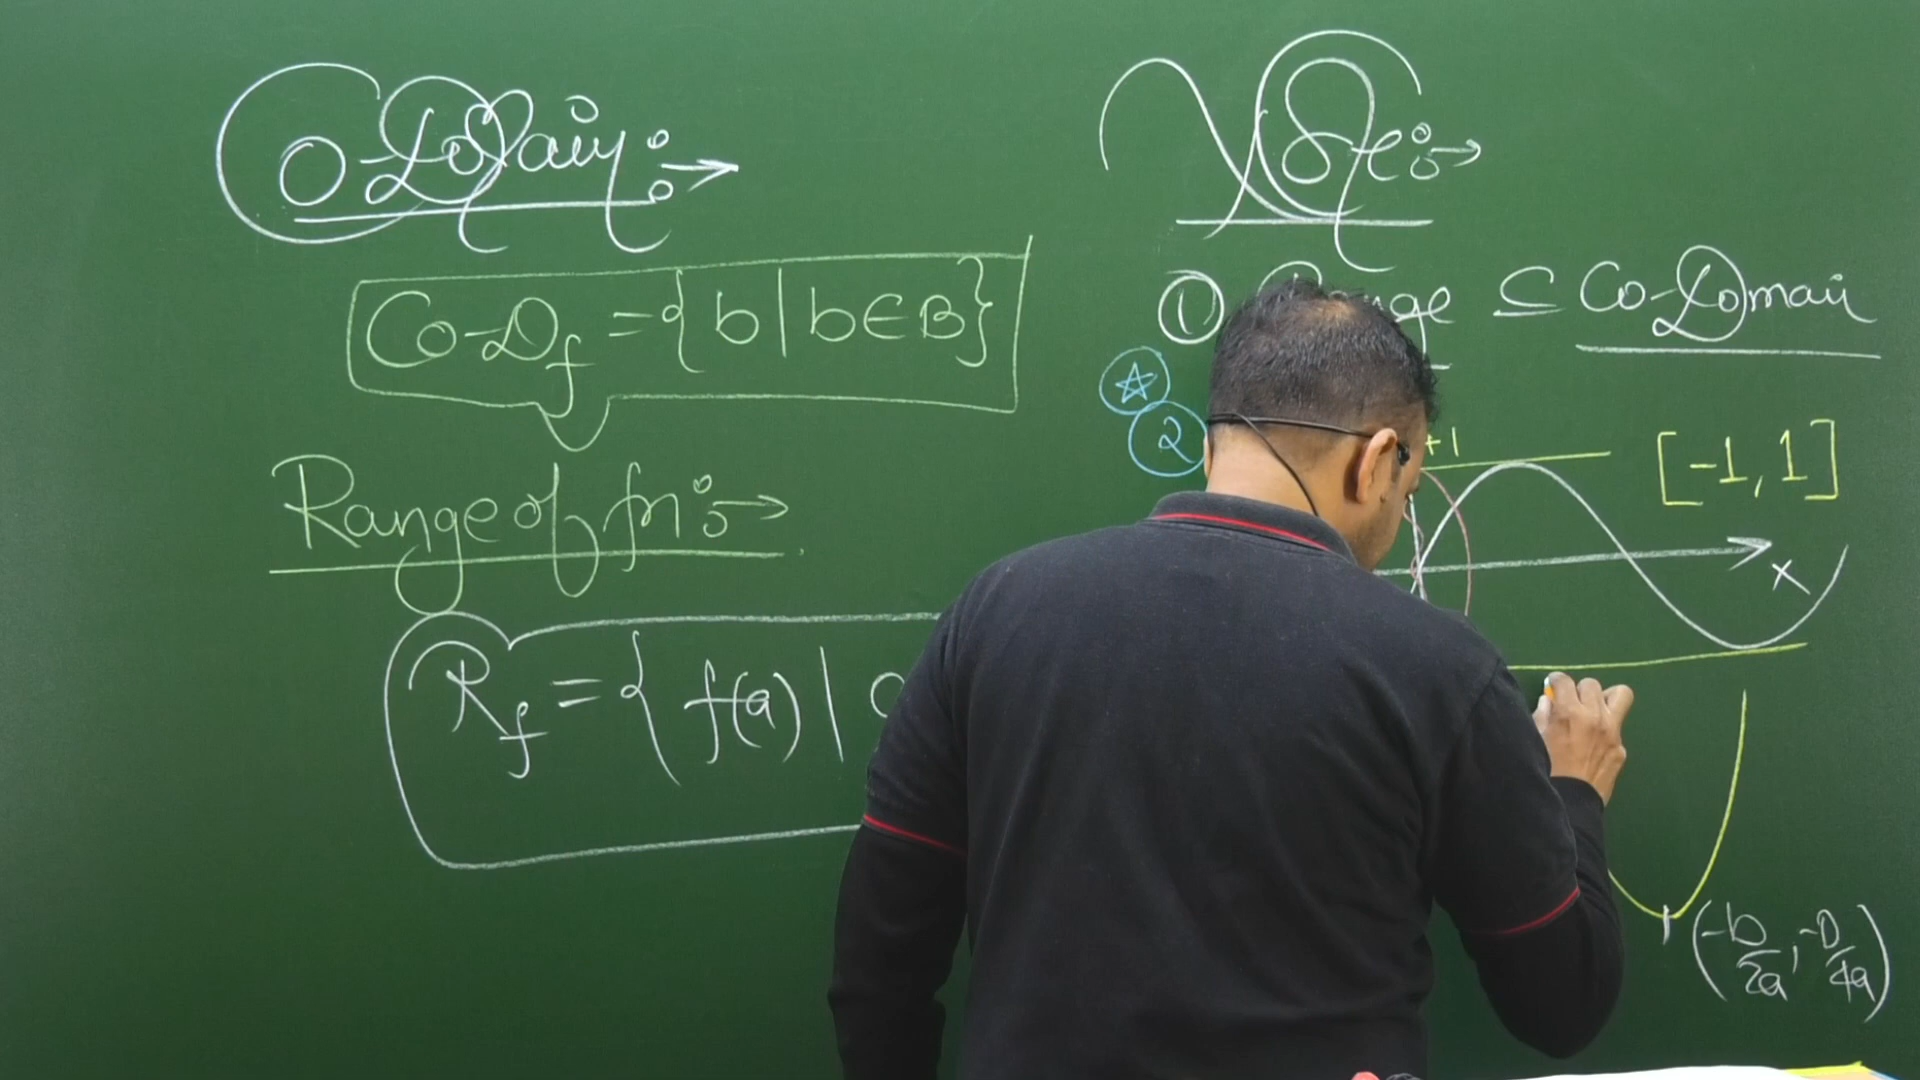 Co-Domain :→
Co-D_f = { b | b ∈ B }
Range of fn :→
R_f = { f(a) |
Note :→
① Range ⊆ Co-Domain
☆
②
+1
[-1, 1]
X
(-b/2a, -D/4a)